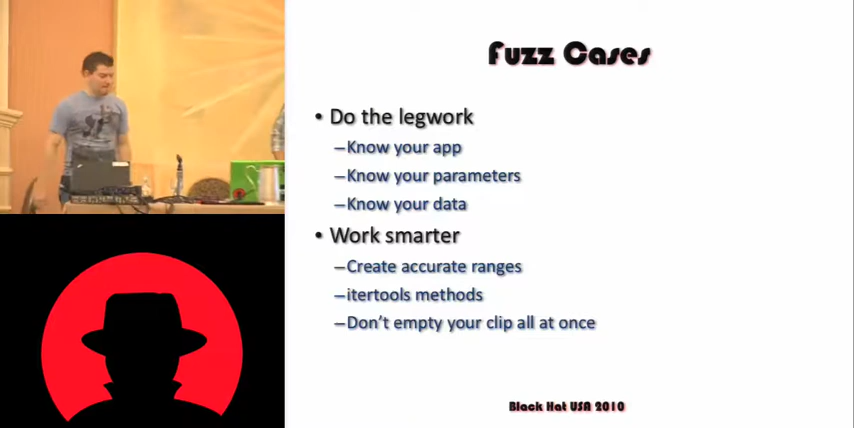 Fuzz Cases
• Do the legwork
–Know your app
–Know your parameters
–Know your data
• Work smarter
–Create accurate ranges
–itertools methods
–Don't empty your clip all at once
Black Hat USA 2010